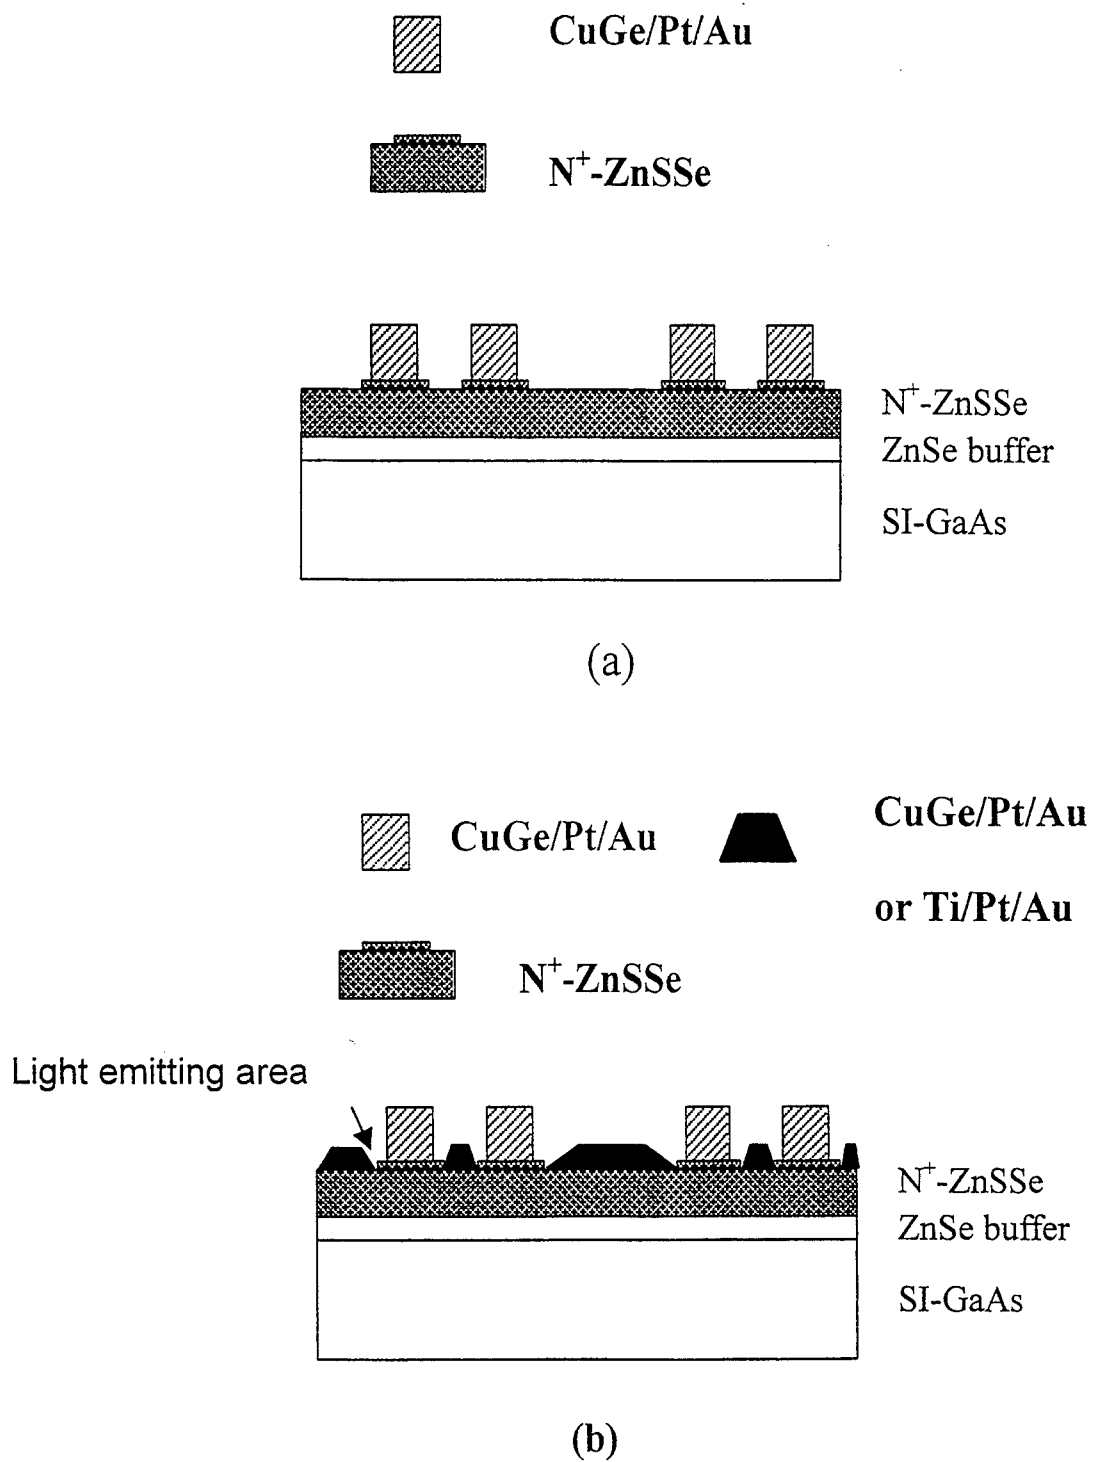 CuGe/Pt/Au
N⁺-ZnSSe
N⁺-ZnSSe
ZnSe buffer
SI-GaAs
(a)
CuGe/Pt/Au
CuGe/Pt/Au
or Ti/Pt/Au
N⁺-ZnSSe
Light emitting area
N⁺-ZnSSe
ZnSe buffer
SI-GaAs
(b)